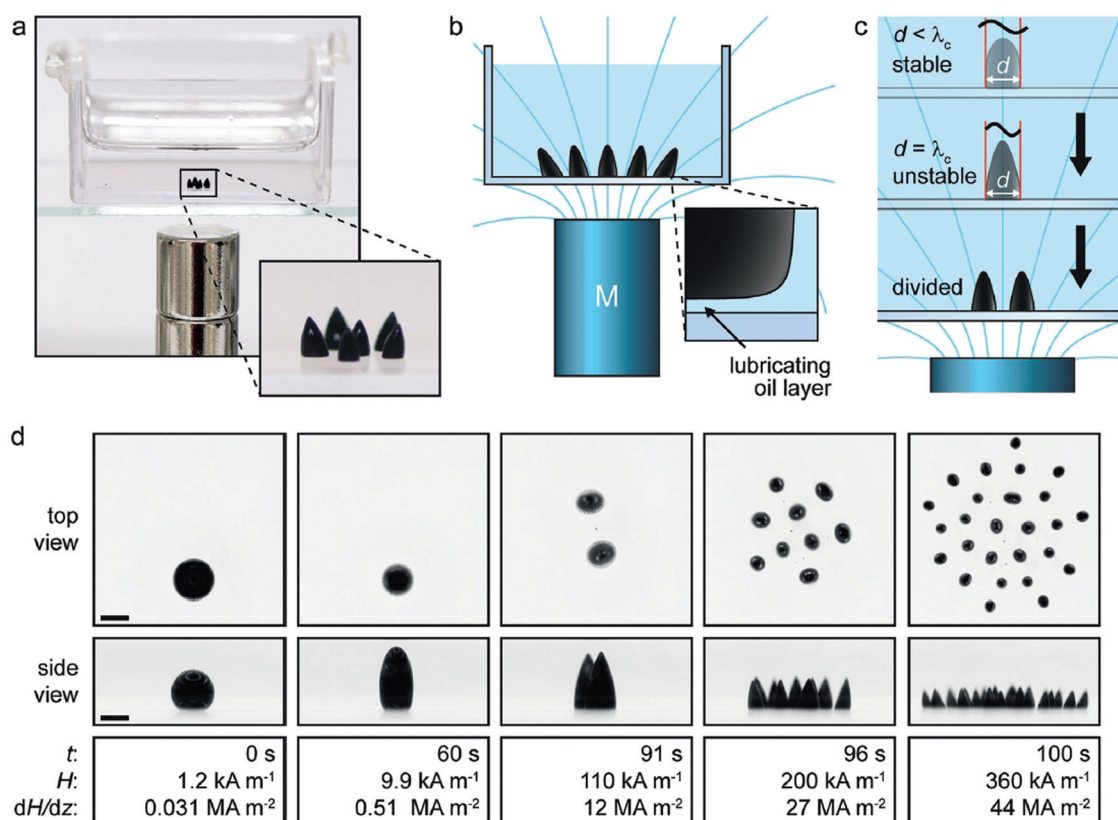 a
b
c
d < λc
stable
d
d = λc
unstable
d
divided
M
lubricating
oil layer
d
top
view
side
view
t:
0 s
60 s
91 s
96 s
100 s
H:
1.2 kA m⁻¹
9.9 kA m⁻¹
110 kA m⁻¹
200 kA m⁻¹
360 kA m⁻¹
dH/dz:
0.031 MA m⁻²
0.51 MA m⁻²
12 MA m⁻²
27 MA m⁻²
44 MA m⁻²